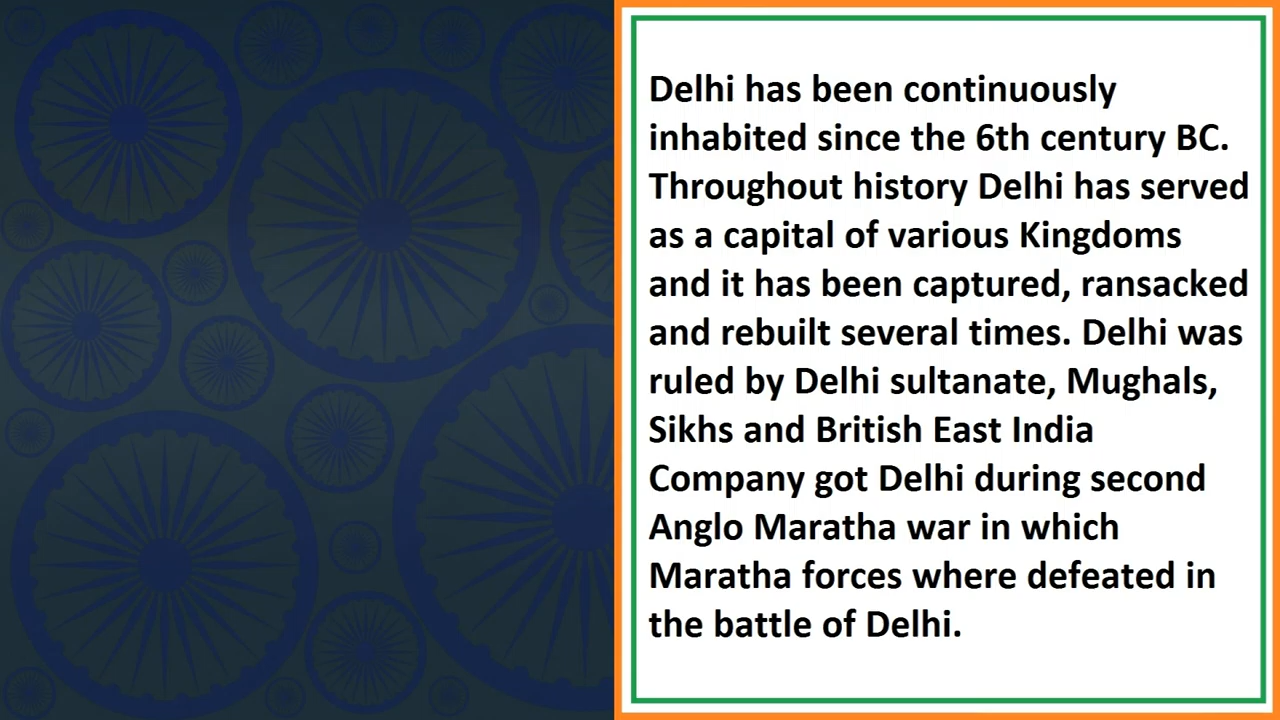 Delhi has been continuously
inhabited since the 6th century BC.
Throughout history Delhi has served
as a capital of various Kingdoms
and it has been captured, ransacked
and rebuilt several times. Delhi was
ruled by Delhi sultanate, Mughals,
Sikhs and British East India
Company got Delhi during second
Anglo Maratha war in which
Maratha forces where defeated in
the battle of Delhi.